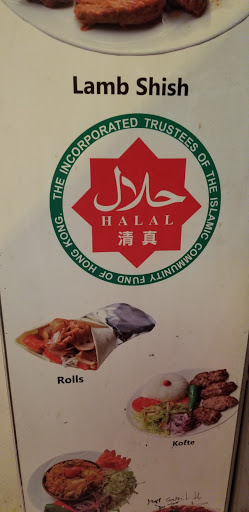 Lamb Shish
THE INCORPORATED TRUSTEES OF THE ISLAMIC COMMUNITY FUND OF HONG KONG.
حلال
HALAL
清真
Rolls
Kofte